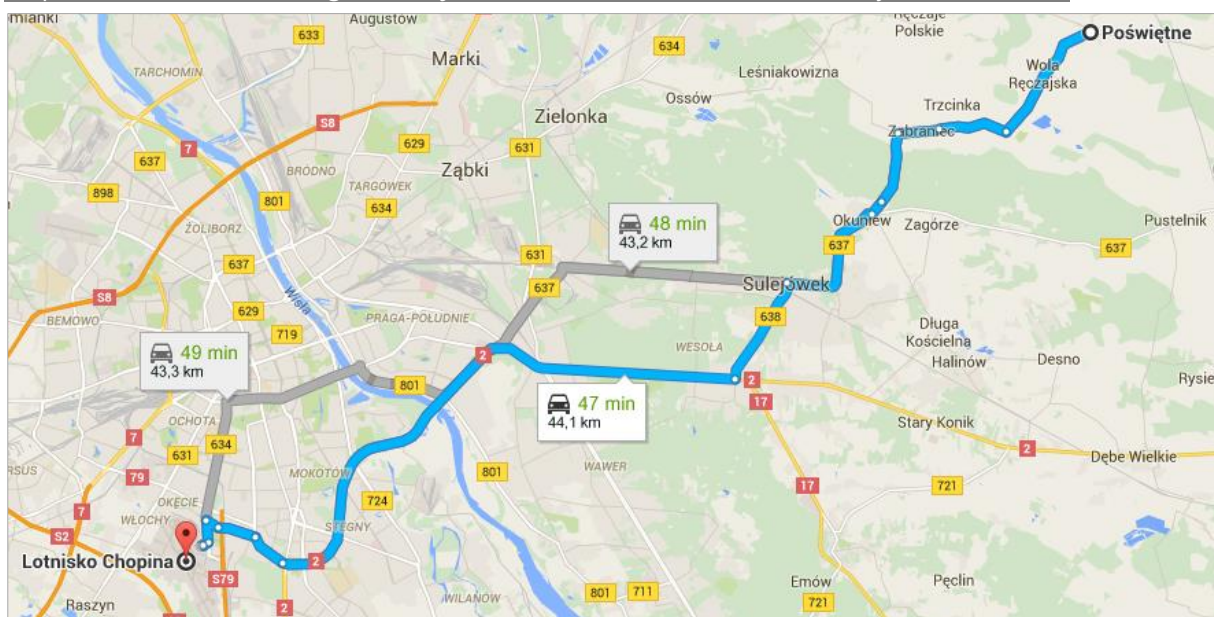 Augustow
633
634
Poświętne
Polskie
Marki
TARCHOMIN
Leśniakowizna
Wola
Ręczajska
Ossów
Trzcinka
Zielonka
S8
7
629
Zabraniec
637
BRÓDNO
631
898
801
TARGÓWEK
Ząbki
634
ŻOLIBORZ
48 min
43,2 km
Okuniew
Zagórze
Pustelnik
637
637
631
637
637
Sulejówek
S8
Wisła
629
BEMOWO
719
PRAGA-POŁUDNIE
638
Długa
Kościelna
WESOŁA
Halinów
Desno
49 min
43,3 km
2
2
Rysie
801
17
47 min
44,1 km
OCHOTA
Stary Konik
7
634
631
2
Dębe Wielkie
WAWER
79
MOKOTÓW
801
724
17
721
OKĘCIE
7
WŁOCHY
STEGNY
S2
Lotnisko Chopina
2
S79
Emów
Pęclin
801
711
721
WILANÓW
Raszyn
2